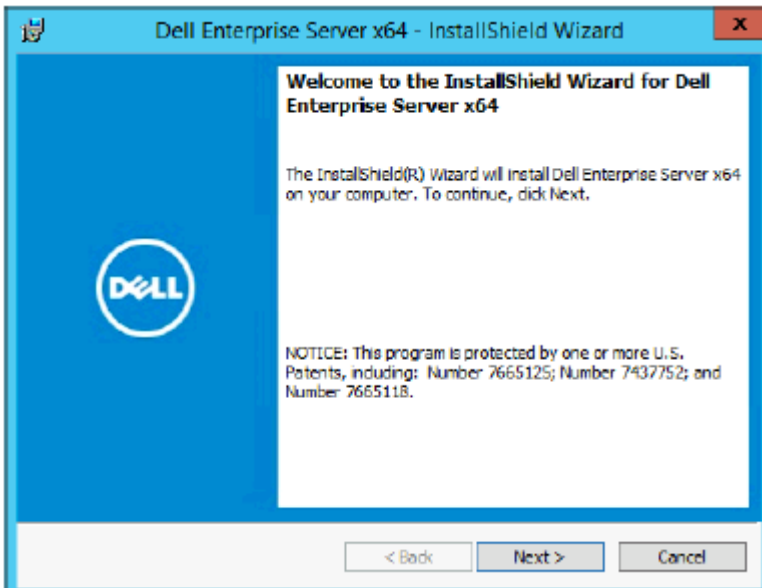 Dell Enterprise Server x64 - InstallShield Wizard
x
Welcome to the InstallShield Wizard for Dell
Enterprise Server x64
The InstallShield(R) Wizard will install Dell Enterprise Server x64
on your computer. To continue, click Next.
DELL
NOTICE: This program is protected by one or more U.S.
Patents, including: Number 7665125; Number 7437752; and
Number 7665118.
< Back
Next >
Cancel